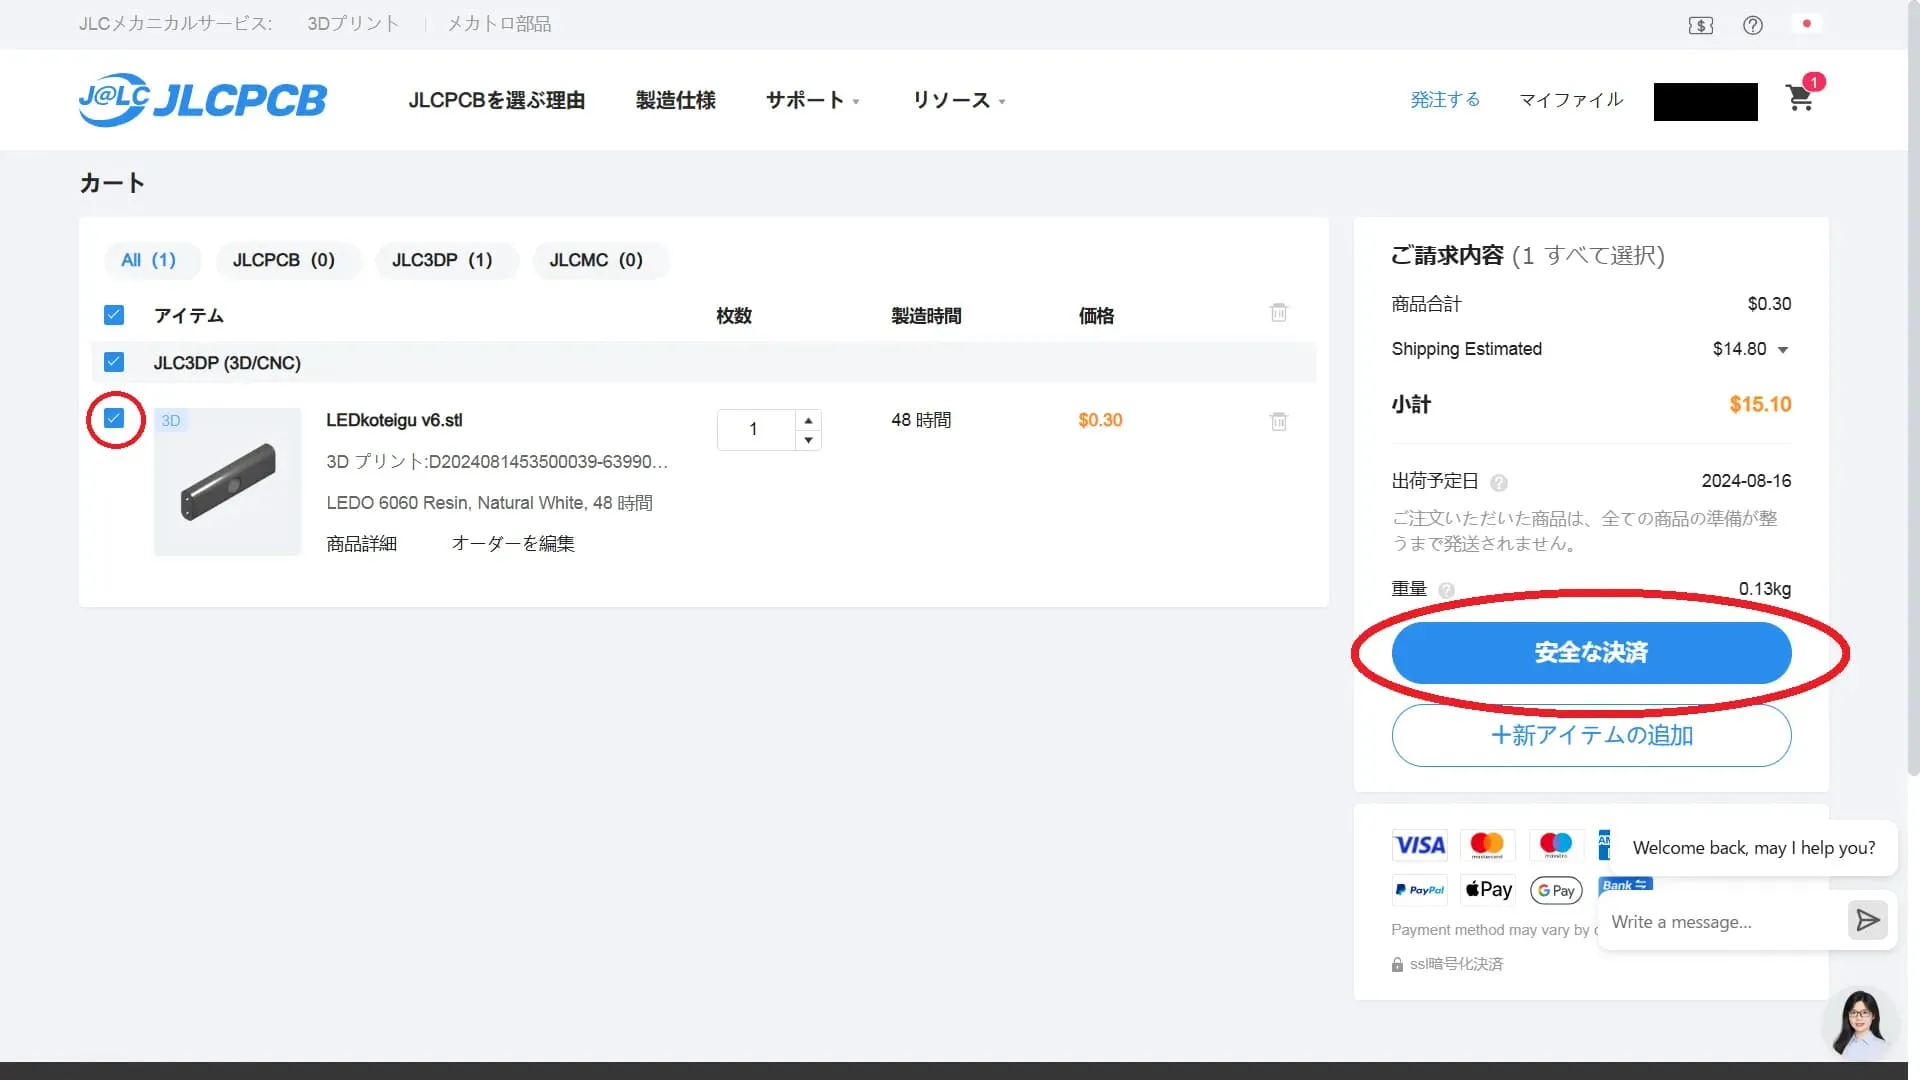 JLCメカニカルサービス: 3Dプリント メカトロ部品
J@LC JLCPCB JLCPCBを選ぶ理由 製造仕様 サポート リソース 発注する マイファイル 1
カート
All (1) JLCPCB (0) JLC3DP (1) JLCMC (0)
アイテム 枚数 製造時間 価格
JLC3DP (3D/CNC)
3D LEDkoteigu v6.stl 1 48 時間 $0.30
3D プリント:D2024081453500039-63990...
LEDO 6060 Resin, Natural White, 48 時間
商品詳細 オーダーを編集
ご請求内容 (1 すべて選択)
商品合計 $0.30
Shipping Estimated $14.80
小計 $15.10
出荷予定日 ? 2024-08-16
ご注文いただいた商品は、全ての商品の準備が整
うまで発送されません。
重量 ? 0.13kg
安全な決済
+新アイテムの追加
VISA mastercard maestro
PayPal Pay G Pay Bank
Payment method may vary by
ssl暗号化決済
Welcome back, may I help you?
Write a message...